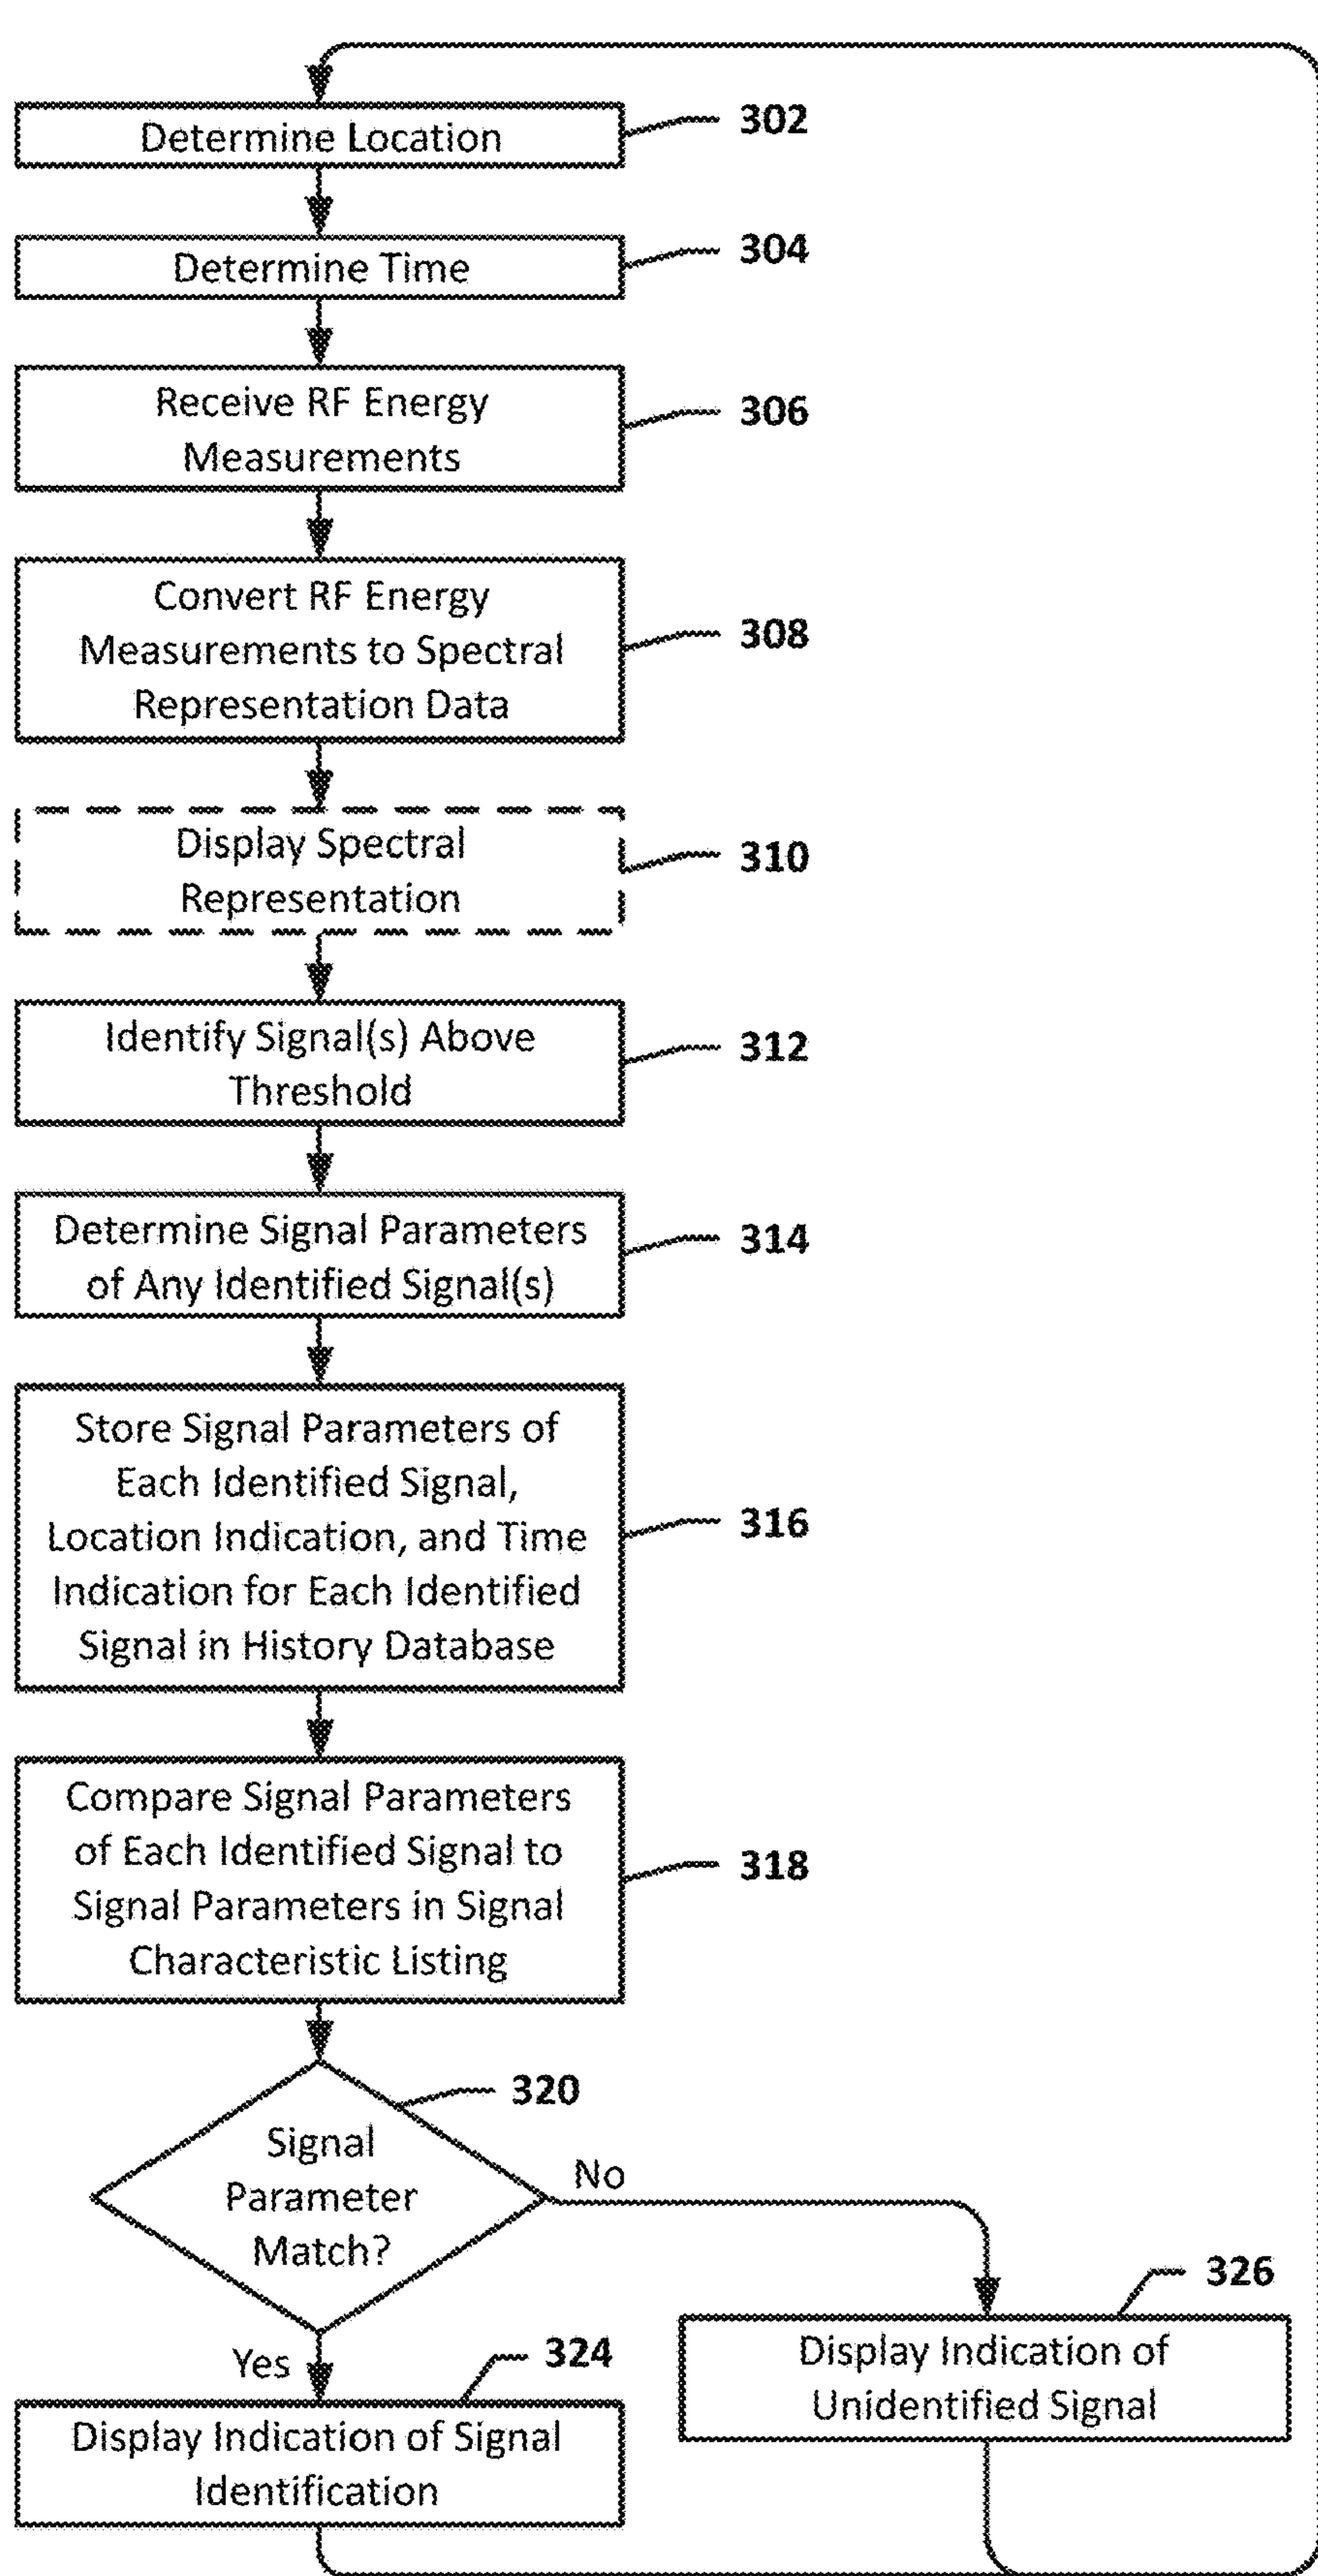 Determine Location
302
Determine Time
304
Receive RF Energy
Measurements
306
Convert RF Energy
Measurements to Spectral
Representation Data
308
Display Spectral
Representation
310
Identify Signal(s) Above
Threshold
312
Determine Signal Parameters
of Any Identified Signal(s)
314
Store Signal Parameters of
Each Identified Signal,
Location Indication, and Time
Indication for Each Identified
Signal in History Database
316
Compare Signal Parameters
of Each Identified Signal to
Signal Parameters in Signal
Characteristic Listing
318
Signal
Parameter
Match?
320
No
Yes
324
Display Indication of Signal
Identification
326
Display Indication of
Unidentified Signal